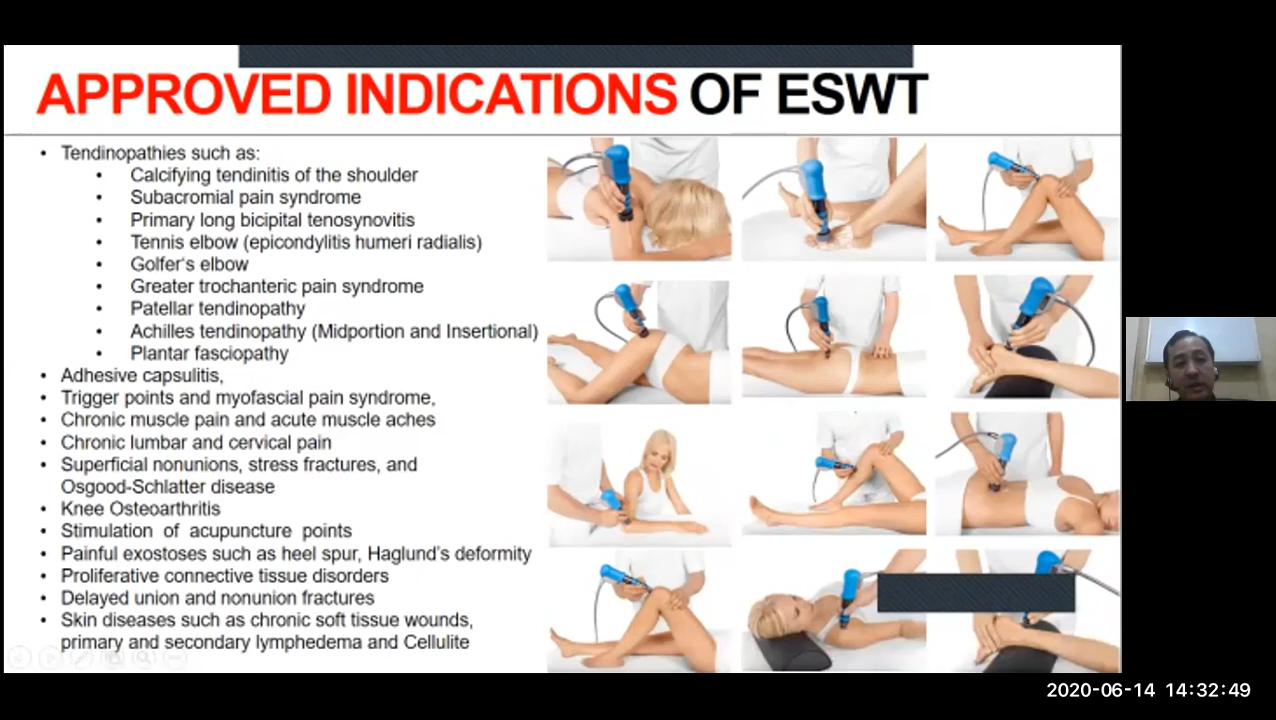 APPROVED INDICATIONS OF ESWT
• Tendinopathies such as:
• Calcifying tendinitis of the shoulder
• Subacromial pain syndrome
• Primary long bicipital tenosynovitis
• Tennis elbow (epicondylitis humeri radialis)
• Golfer's elbow
• Greater trochanteric pain syndrome
• Patellar tendinopathy
• Achilles tendinopathy (Midportion and Insertional)
• Plantar fasciopathy
• Adhesive capsulitis,
• Trigger points and myofascial pain syndrome,
• Chronic muscle pain and acute muscle aches
• Chronic lumbar and cervical pain
• Superficial nonunions, stress fractures, and
Osgood-Schlatter disease
• Knee Osteoarthritis
• Stimulation of acupuncture points
• Painful exostoses such as heel spur, Haglund's deformity
• Proliferative connective tissue disorders
• Delayed union and nonunion fractures
• Skin diseases such as chronic soft tissue wounds,
primary and secondary lymphedema and Cellulite
2020-06-14 14:32:49